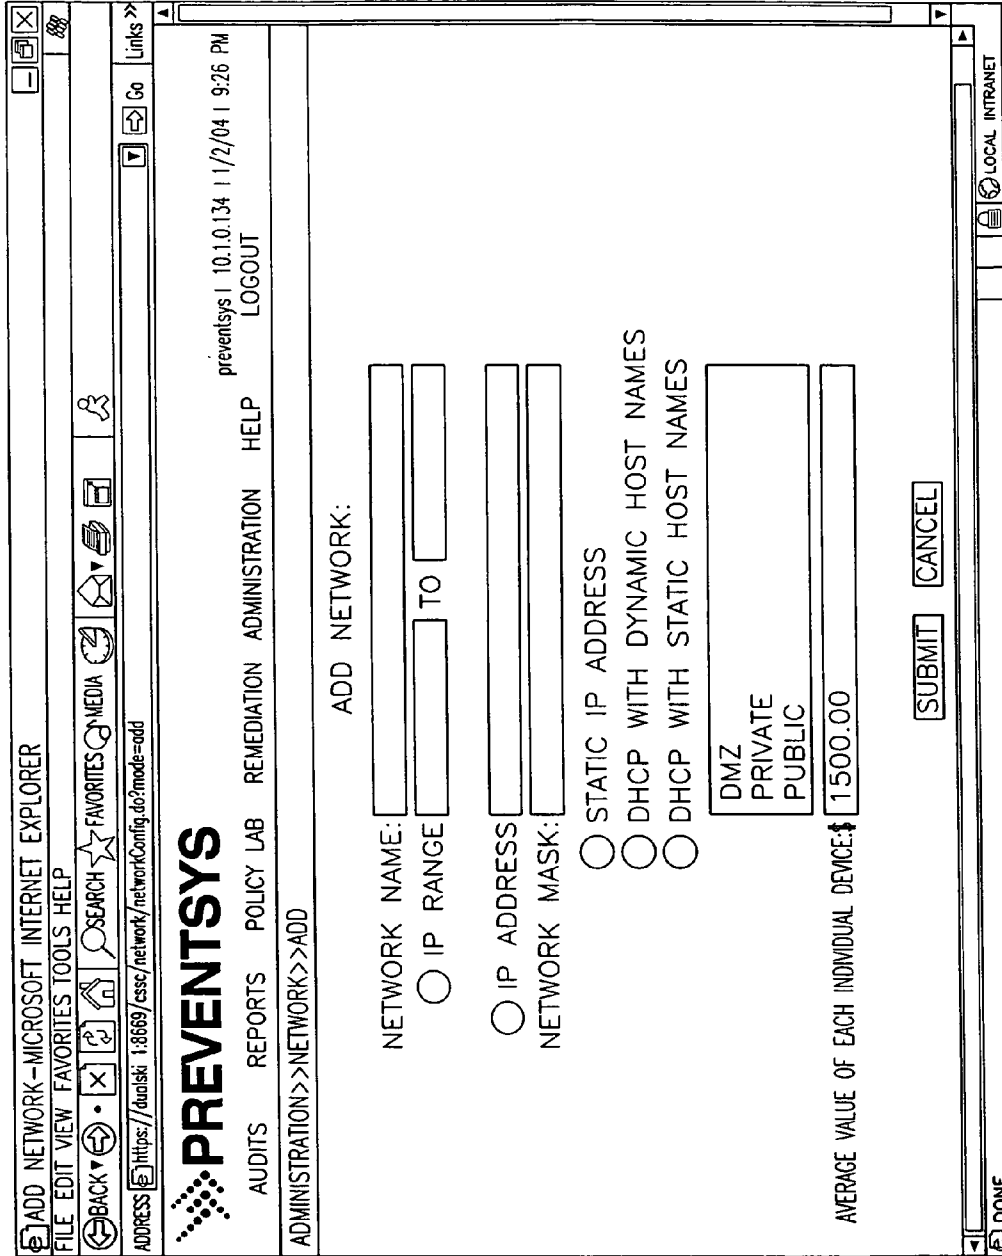 ADD NETWORK-MICROSOFT INTERNET EXPLORER
FILE EDIT VIEW FAVORITES TOOLS HELP
BACK SEARCH FAVORITES MEDIA
ADDRESS https://dualski 1:8669/essc/network/networkConfig.do?mode=add Go Links >>
PREVENTSYS
preventsys | 10.1.0.134 | 1/2/04 | 9:26 PM
AUDITS REPORTS POLICY LAB REMEDIATION ADMINISTRATION HELP LOGOUT
ADMNISTRATION>>NETWORK>>ADD
ADD NETWORK:
NETWORK NAME:
IP RANGE TO
IP ADDRESS
NETWORK MASK:
STATIC IP ADDRESS
DHCP WITH DYNAMIC HOST NAMES
DHCP WITH STATIC HOST NAMES
DMZ
PRIVATE
PUBLIC
AVERAGE VALUE OF EACH INDIVIDUAL DEVICE:$ 1500.00
SUBMIT CANCEL
DONE LOCAL INTRANET